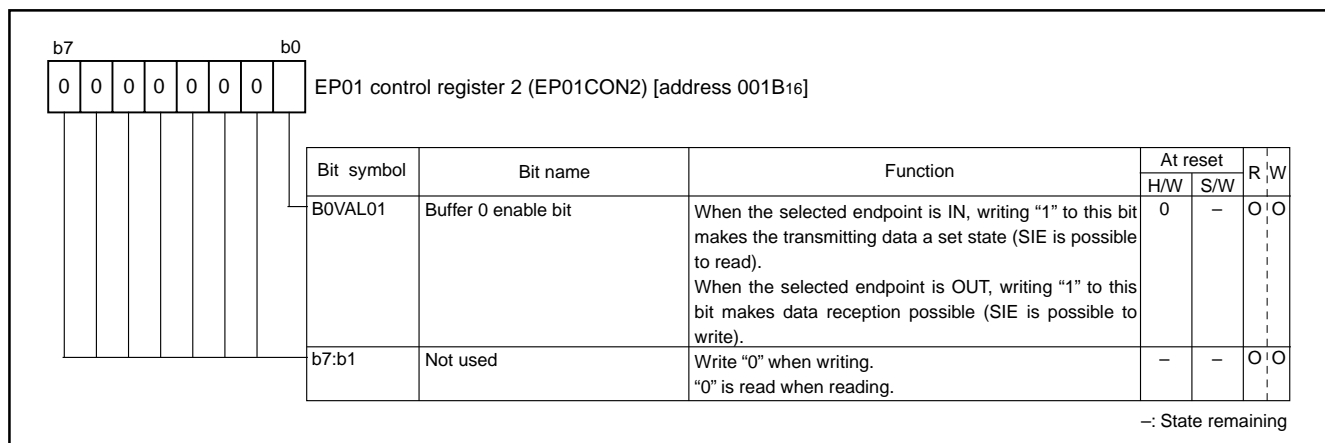 b7 b0
0 0 0 0 0 0 0
EP01 control register 2 (EP01CON2) [address 001B16]
Bit symbol Bit name Function At reset R W
H/W S/W
B0VAL01 Buffer 0 enable bit When the selected endpoint is IN, writing “1” to this bit 0 – O O
makes the transmitting data a set state (SIE is possible
to read).
When the selected endpoint is OUT, writing “1” to this
bit makes data reception possible (SIE is possible to
write).
b7:b1 Not used Write “0” when writing. – – O O
“0” is read when reading.
–: State remaining